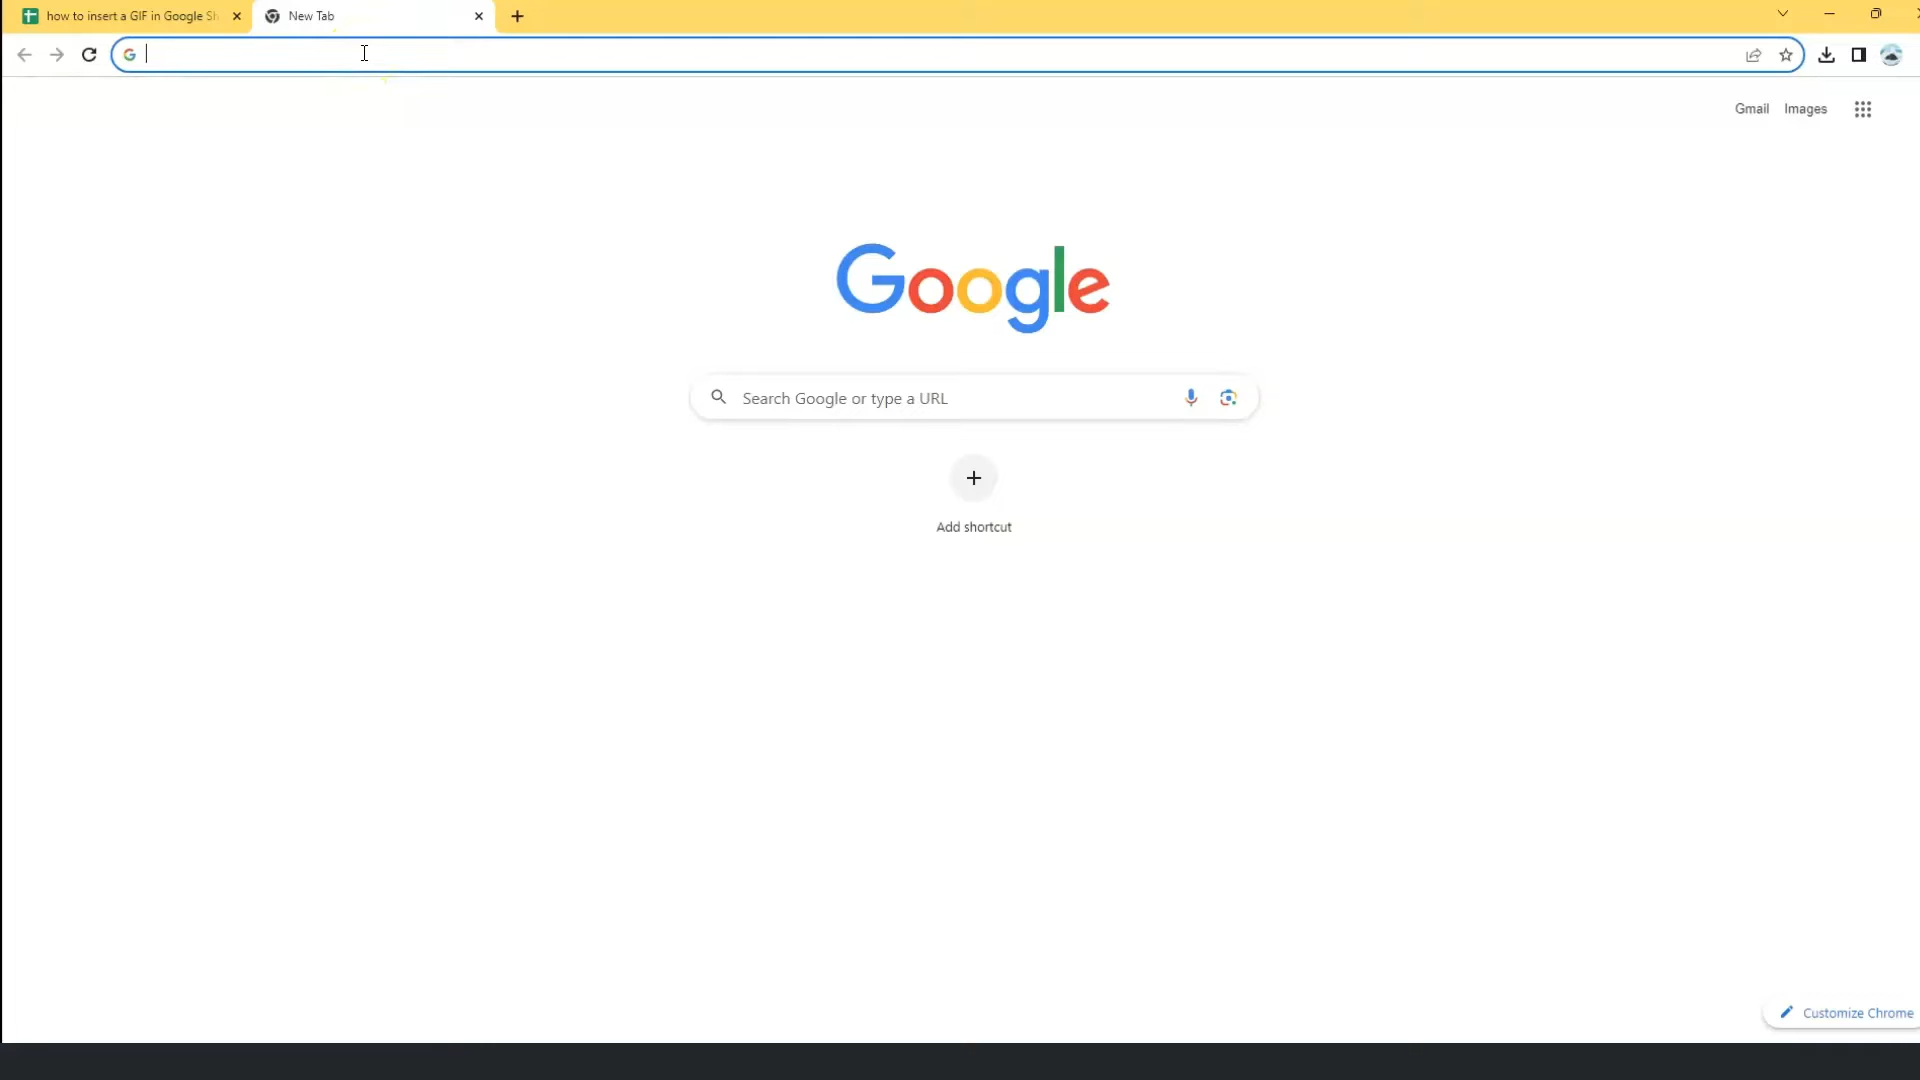 how to insert a GIF in Google Sh
New Tab
Gmail Images
Google
Search Google or type a URL
Add shortcut
Customize Chrome